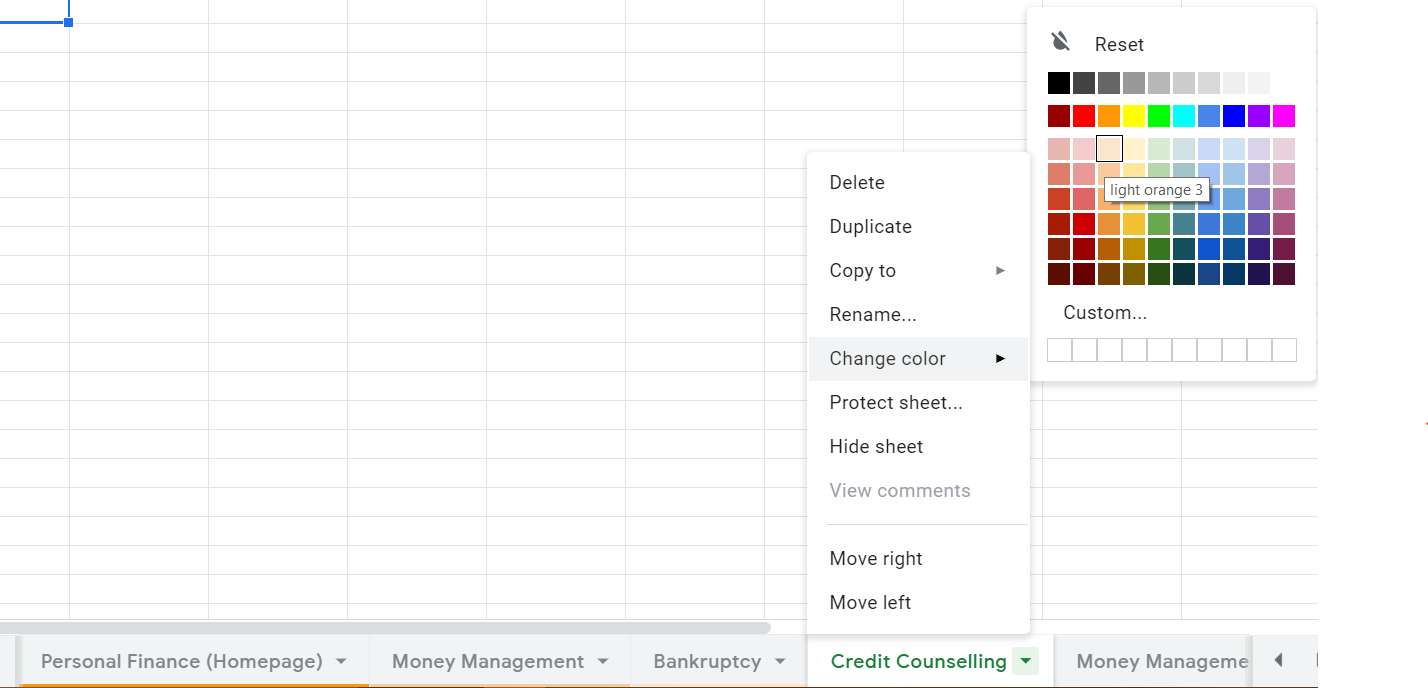 Reset
light orange 3
Custom...
Delete
Duplicate
Copy to
Rename...
Change color
Protect sheet...
Hide sheet
View comments
Move right
Move left
Personal Finance (Homepage) Money Management Bankruptcy Credit Counselling Money Manageme